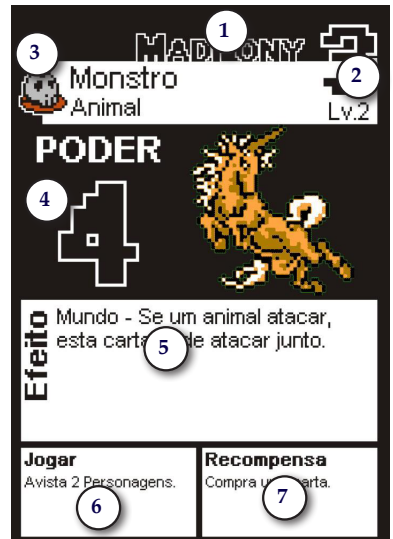 1
MadPony 2
3
Monstro
2
Animal
Lv.2
PODER
4
4
Efeito
Mundo - Se um animal atacar,
esta carta de atacar junto.
5
Jogar
Avista 2 Personagens.
6
Recompensa
Compra carta.
7